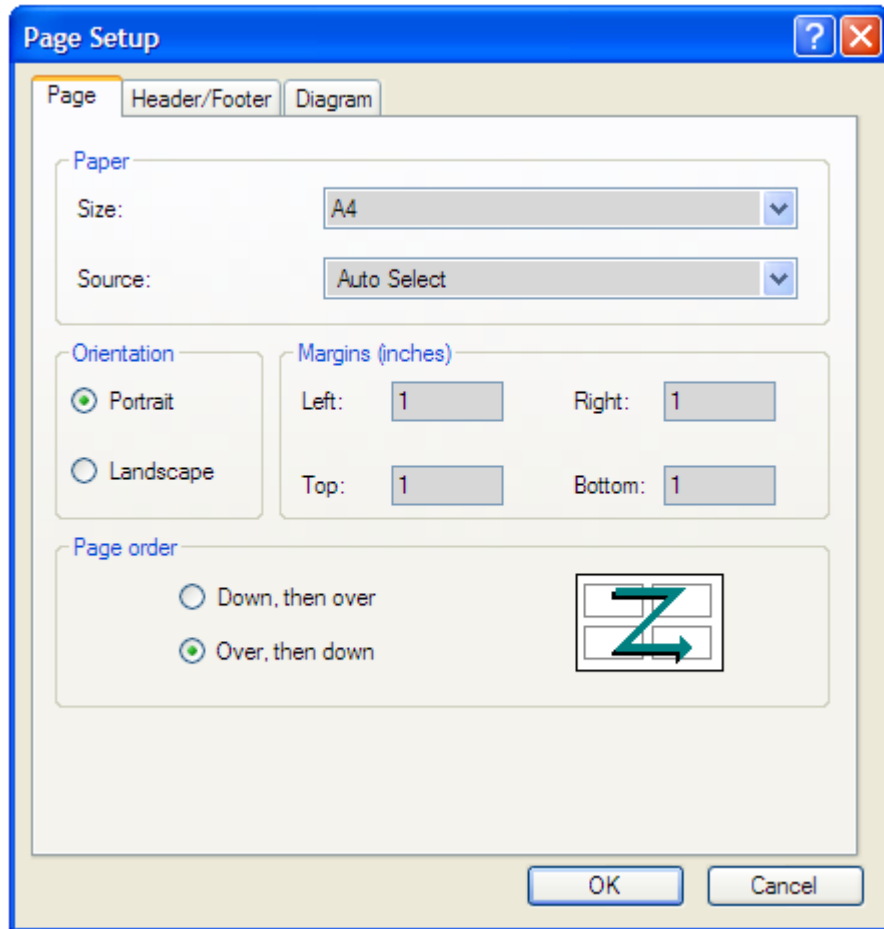 Page Setup
Page Header/Footer Diagram
Paper
Size: A4
Source: Auto Select
Orientation Margins (inches)
Portrait Left: 1 Right: 1
Landscape Top: 1 Bottom: 1
Page order
Down, then over
Over, then down
OK Cancel